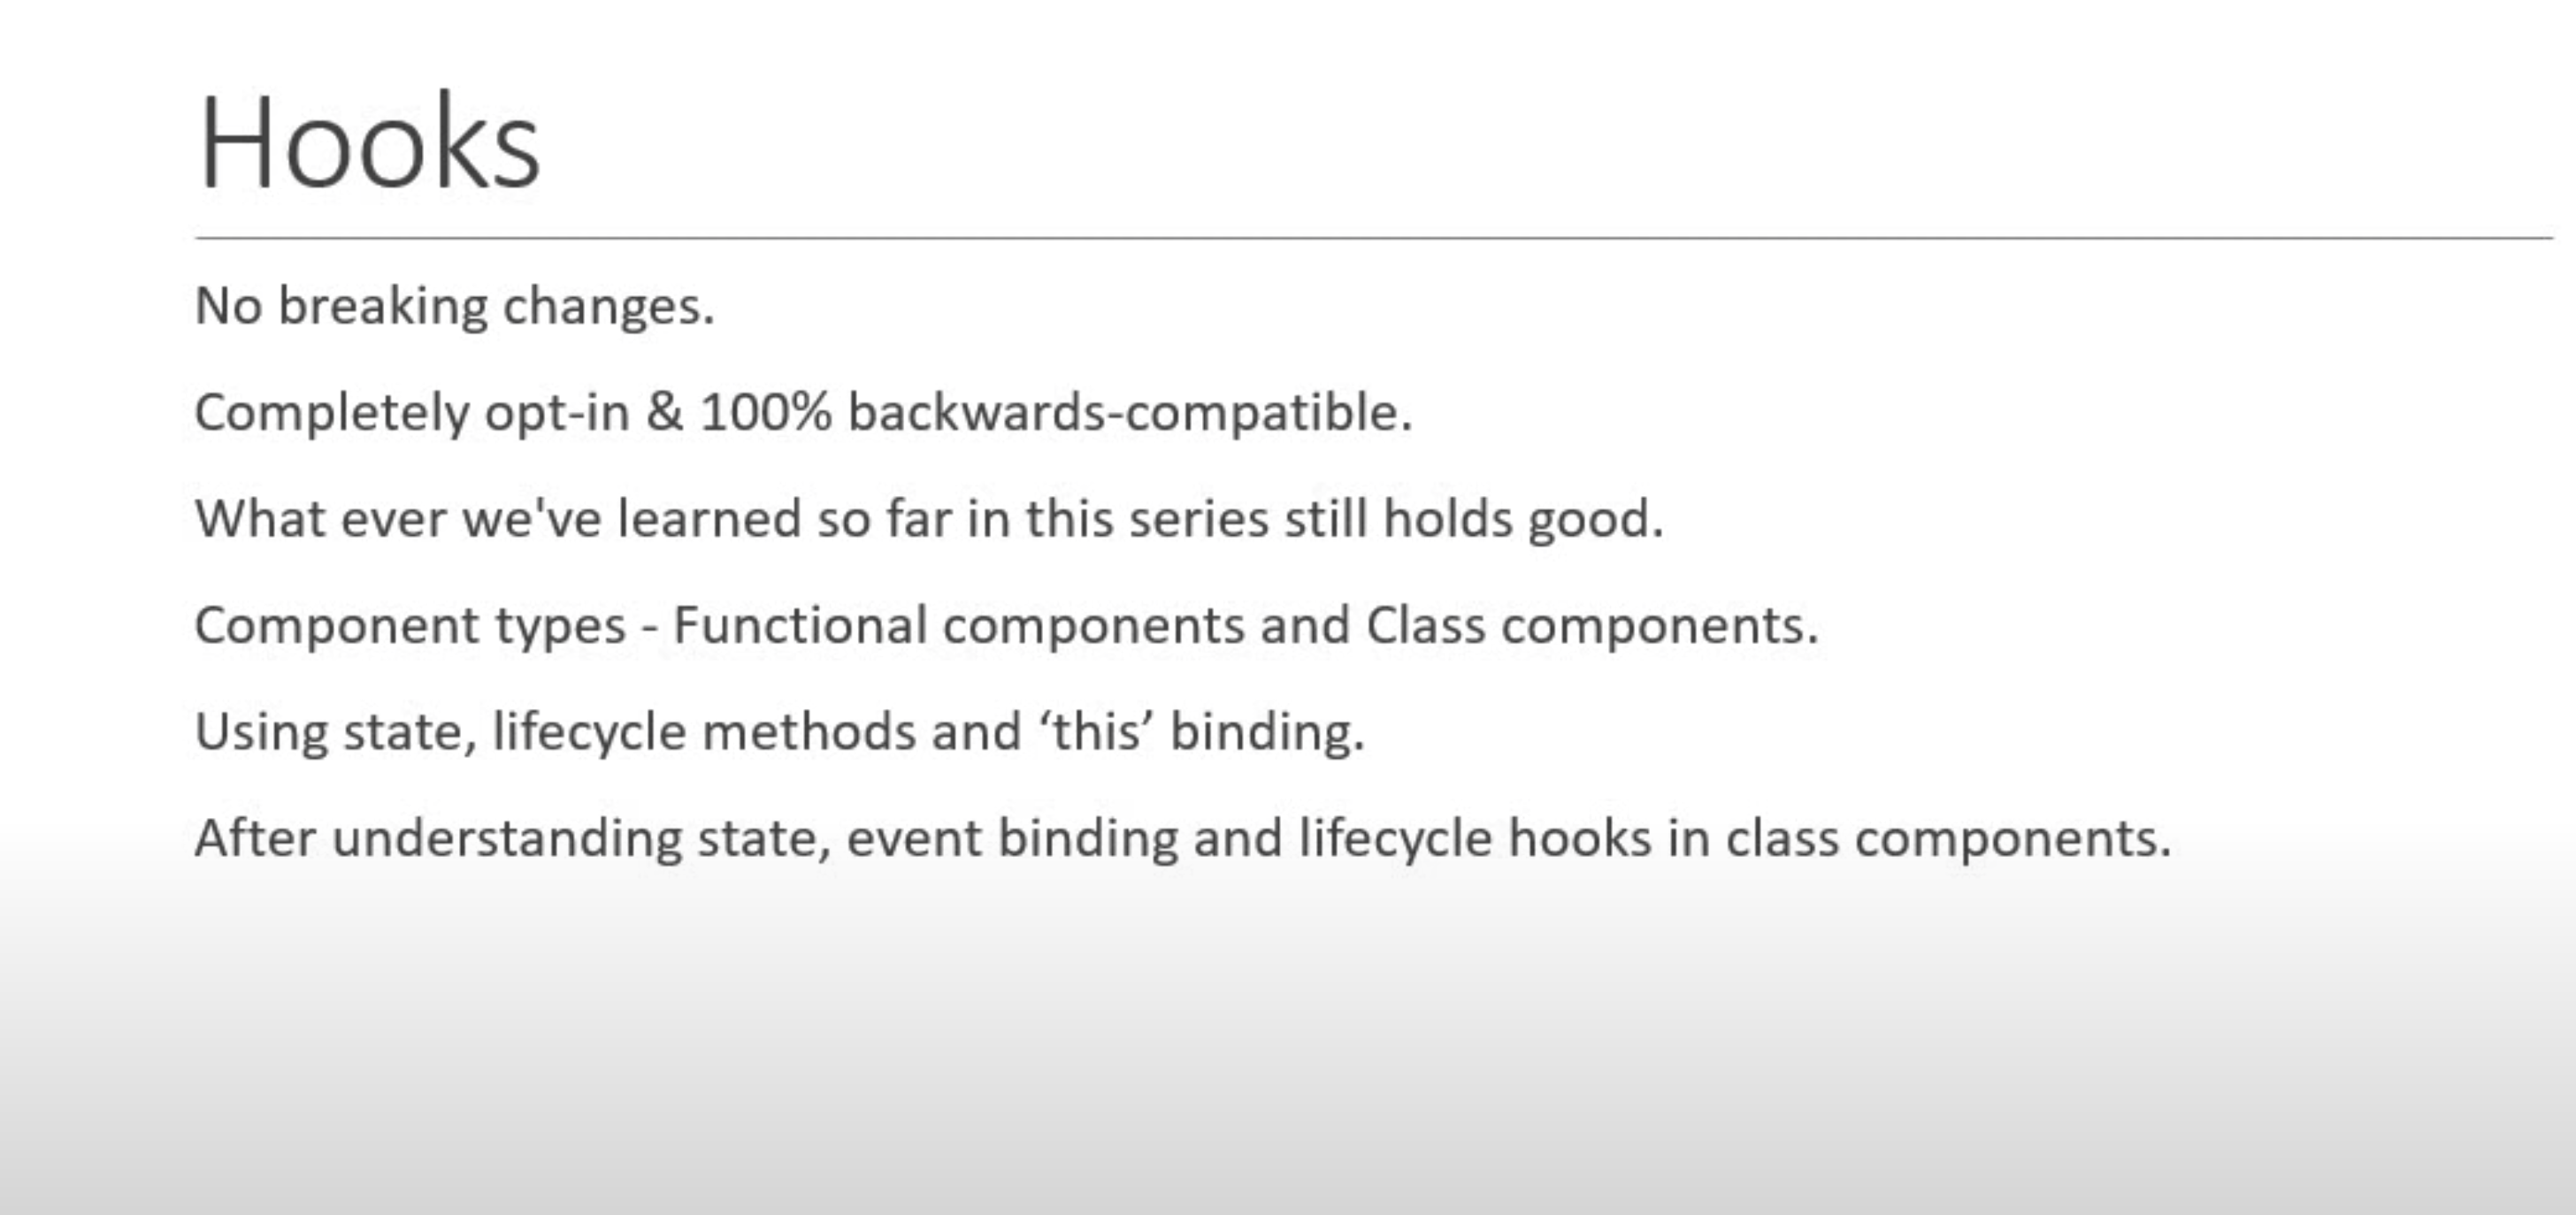 Hooks
No breaking changes.
Completely opt-in & 100% backwards-compatible.
What ever we've learned so far in this series still holds good.
Component types - Functional components and Class components.
Using state, lifecycle methods and ‘this’ binding.
After understanding state, event binding and lifecycle hooks in class components.